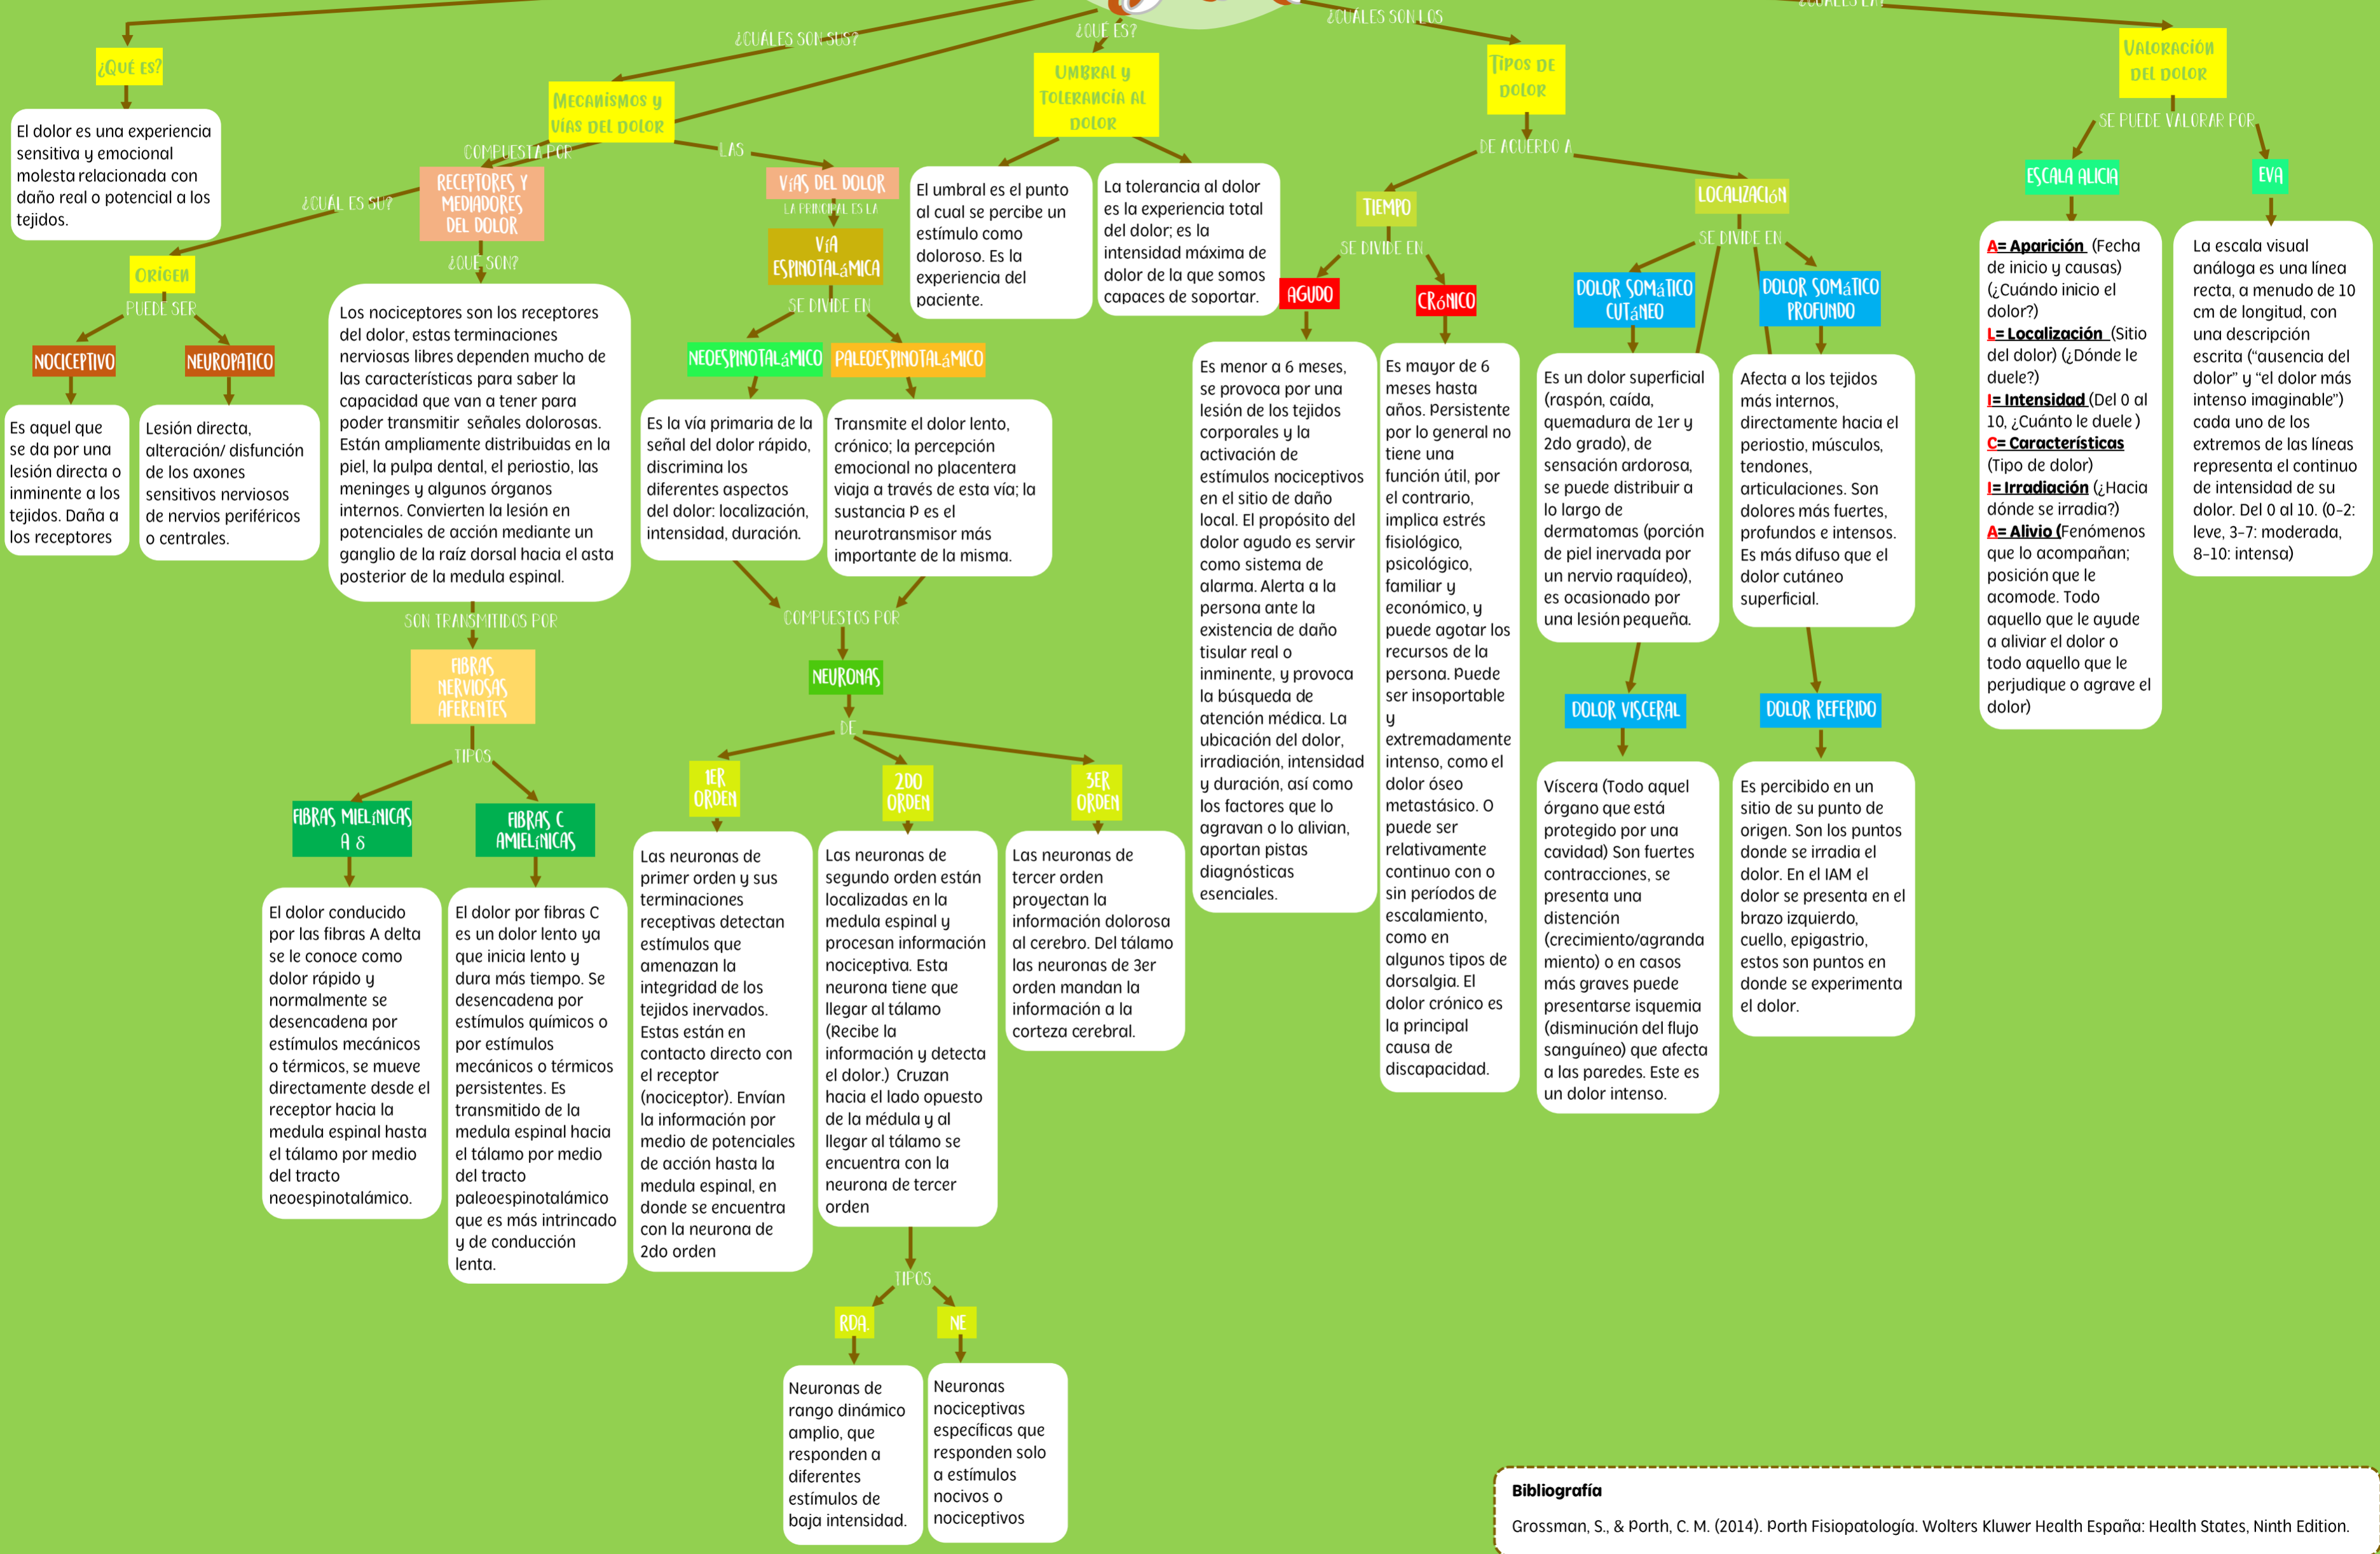 ¿Qué es?
El dolor es una experiencia
sensitiva y emocional
molesta relacionada con
daño real o potencial a los
tejidos.
¿CUÁL ES SU?
Origen
PUEDE SER
NOCICEPTIVO
Es aquel que
se da por una
lesión directa o
inminente a los
tejidos. Daña a
los receptores
NEUROPATICO
Lesión directa,
alteración/ disfunción
de los axones
sensitivos nerviosos
de nervios periféricos
o centrales.
¿CUÁLES SON SUS?
Mecanismos y
vías del dolor
COMPUESTA POR
RECEPTORES Y
MEDIADORES
DEL DOLOR
¿QUE SON?
Los nociceptivos son los receptores
del dolor, estas terminaciones
nerviosas libres dependen mucho de
las características para saber la
capacidad que van a tener para
poder transmitir señales dolorosas.
Están ampliamente distribuidas en la
piel, la pulpa dental, el periostio, las
meninges y algunos órganos
internos. Convierten la lesión en
potenciales de acción mediante un
ganglio de la raíz dorsal hacia el asta
posterior de la medula espinal.
SON TRANSMITIDOS POR
FIBRAS
NERVIOSAS
AFERENTES
TIPOS
FIBRAS MIELÍNICAS
A δ
El dolor conducido
por las fibras A delta
se le conoce como
dolor rápido y
normalmente se
desencadena por
estímulos mecánicos
o térmicos, se mueve
directamente desde el
receptor hacia la
medula espinal hasta
el tálamo por medio
del tracto
neoespinotalámico.
FIBRAS C
AMIELÍNICAS
El dolor por fibras C
es un dolor lento ya
que inicia lento y
dura más tiempo. Se
desencadena por
estímulos químicos o
por estímulos
mecánicos o térmicos
persistentes. Es
transmitido de la
medula espinal hacia
el tálamo por medio
del tracto
paleoespinotalámico
que es más intrincado
y de conducción
lenta.
LAS
VÍAS DEL DOLOR
LA PRINCIPAL ES LA
VÍA
ESPINOTALÁMICA
SE DIVIDE EN
NEOESPINOTALÁMICO
Es la vía primaria de la
señal del dolor rápido,
discrimina los
diferentes aspectos
del dolor: localización,
intensidad, duración.
PALEOESPINOTALÁMICO
Transmite el dolor lento,
crónico; la percepción
emocional no placentera
viaja a través de esta vía; la
sustancia P es el
neurotransmisor más
importante de la misma.
COMPUESTOS POR
NEURONAS
DE
1ER
ORDEN
Las neuronas de
primer orden y sus
terminaciones
receptivas detectan
estímulos que
amenazan la
integridad de los
tejidos inervados.
Estas están en
contacto directo con
el receptor
(nociceptor). Envían
la información por
medio de potenciales
de acción hasta la
medula espinal, en
donde se encuentra
con la neurona de
2do orden
2DO
ORDEN
Las neuronas de
segundo orden están
localizadas en la
medula espinal y
procesan información
nociceptiva. Esta
neurona tiene que
llegar al tálamo
(Recibe la
información y detecta
el dolor.) Cruzan
hacia el lado opuesto
de la médula y al
llegar al tálamo se
encuentra con la
neurona de tercer
orden
TIPOS
RDA.
Neuronas de
rango dinámico
amplio, que
responden a
diferentes
estímulos de
baja intensidad.
NE
Neuronas
nociceptivas
específicas que
responden solo
a estímulos
nocivos o
nociceptivos
3ER
ORDEN
Las neuronas de
tercer orden
proyectan la
información dolorosa
al cerebro. Del tálamo
las neuronas de 3er
orden mandan la
información a la
corteza cerebral.
¿QUÉ ES?
Umbral y
tolerancia al
dolor
El umbral es el punto
al cual se percibe un
estímulo como
doloroso. Es la
experiencia del
paciente.
La tolerancia al dolor
es la experiencia total
del dolor; es la
intensidad máxima de
dolor de la que somos
capaces de soportar.
¿CUÁLES SON LOS
Tipos de
dolor
DE ACUERDO A
TIEMPO
SE DIVIDE EN
AGUDO
Es menor a 6 meses,
se provoca por una
lesión de los tejidos
corporales y la
activación de
estímulos nociceptivos
en el sitio de daño
local. El propósito del
dolor agudo es servir
como sistema de
alarma. Alerta a la
persona ante la
existencia de daño
tisular real o
inminente, y provoca
la búsqueda de
atención médica. La
ubicación del dolor,
irradiación, intensidad
y duración, así como
los factores que lo
agravan o lo alivian,
aportan pistas
diagnósticas
esenciales.
CRÓNICO
Es mayor de 6
meses hasta
años. Persistente
por lo general no
tiene una
función útil, por
el contrario,
implica estrés
fisiológico,
psicológico,
familiar y
económico, y
puede agotar los
recursos de la
persona. Puede
ser insoportable
y
extremadamente
intenso, como el
dolor óseo
metastásico. O
puede ser
relativamente
continuo con o
sin períodos de
escalamiento,
como en
algunos tipos de
dorsalgia. El
dolor crónico es
la principal
causa de
discapacidad.
LOCALIZACIÓN
SE DIVIDE EN
DOLOR SOMÁTICO
CUTÁNEO
Es un dolor superficial
(raspón, caída,
quemadura de 1er y
2do grado), de
sensación ardorosa,
se puede distribuir a
lo largo de
dermatomas (porción
de piel inervada por
un nervio raquídeo),
es ocasionado por
una lesión pequeña.
DOLOR SOMÁTICO
PROFUNDO
Afecta a los tejidos
más internos,
directamente hacia el
periostio, músculos,
tendones,
articulaciones. Son
dolores más fuertes,
profundos e intensos.
Es más difuso que el
dolor cutáneo
superficial.
DOLOR VISCERAL
Víscera (Todo aquel
órgano que está
protegido por una
cavidad) Son fuertes
contracciones, se
presenta una
distención
(crecimiento/agranda
miento) o en casos
más graves puede
presentarse isquemia
(disminución del flujo
sanguíneo) que afecta
a las paredes. Este es
un dolor intenso.
DOLOR REFERIDO
Es percibido en un
sitio de su punto de
origen. Son los puntos
donde se irradia el
dolor. En el IAM el
dolor se presenta en el
brazo izquierdo,
cuello, epigastrio,
estos son puntos en
donde se experimenta
el dolor.
Valoración
del dolor
SE PUEDE VALORAR POR
ESCALA ALICIA
A= Aparición (Fecha
de inicio y causas)
(¿Cuándo inicio el
dolor?)
L= Localización (Sitio
del dolor) (¿Dónde le
duele?)
I= Intensidad (Del 0 al
10, ¿Cuánto le duele)
C= Características
(Tipo de dolor)
I= Irradiación (¿Hacia
dónde se irradia?)
A= Alivio (Fenómenos
que lo acompañan;
posición que le
acomode. Todo
aquello que le ayude
a aliviar el dolor o
todo aquello que le
perjudique o agrave el
dolor)
EVA
La escala visual
análoga es una línea
recta, a menudo de 10
cm de longitud, con
una descripción
escrita (“ausencia del
dolor” y “el dolor más
intenso imaginable”)
cada uno de los
extremos de las líneas
representa el continuo
de intensidad de su
dolor. Del 0 al 10. (0-2:
leve, 3-7: moderada,
8-10: intensa)
Bibliografía
Grossman, S., & Porth, C. M. (2014). Porth Fisiopatología. Wolters Kluwer Health España: Health States, Ninth Edition.